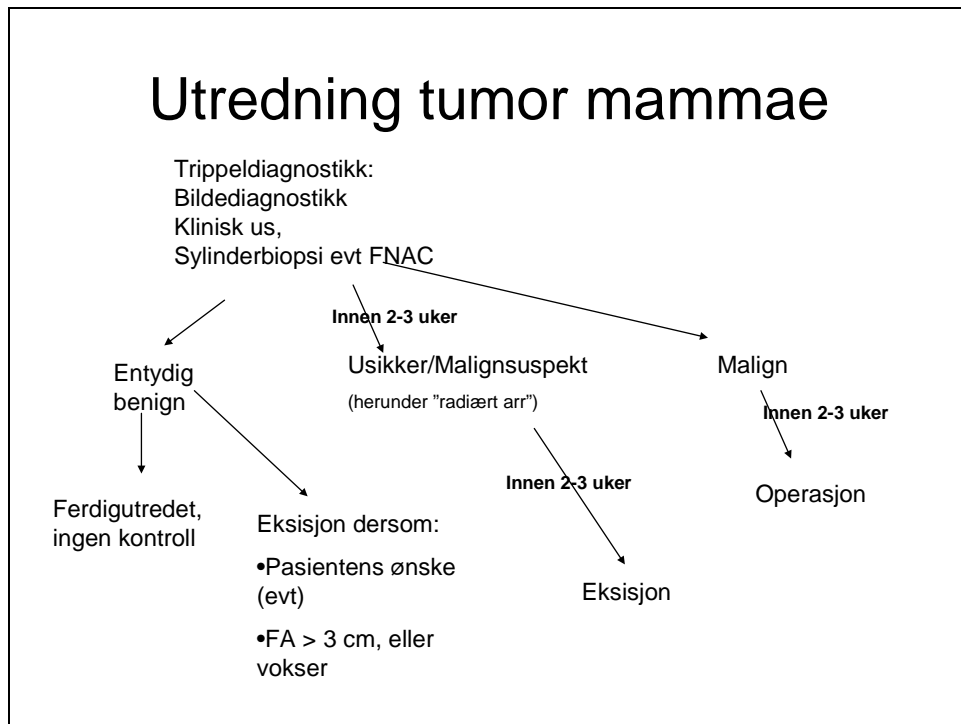 Utredning tumor mammae
Trippeldiagnostikk:
Bildediagnostikk
Klinisk us,
Sylinderbiopsi evt FNAC
Innen 2-3 uker
Entydig
benign
Usikker/Malignsuspekt
(herunder ”radiært arr”)
Malign
Innen 2-3 uker
Innen 2-3 uker
Operasjon
Ferdigutredet,
ingen kontroll
Eksisjon dersom:
•Pasientens ønske
(evt)
•FA > 3 cm, eller
vokser
Eksisjon